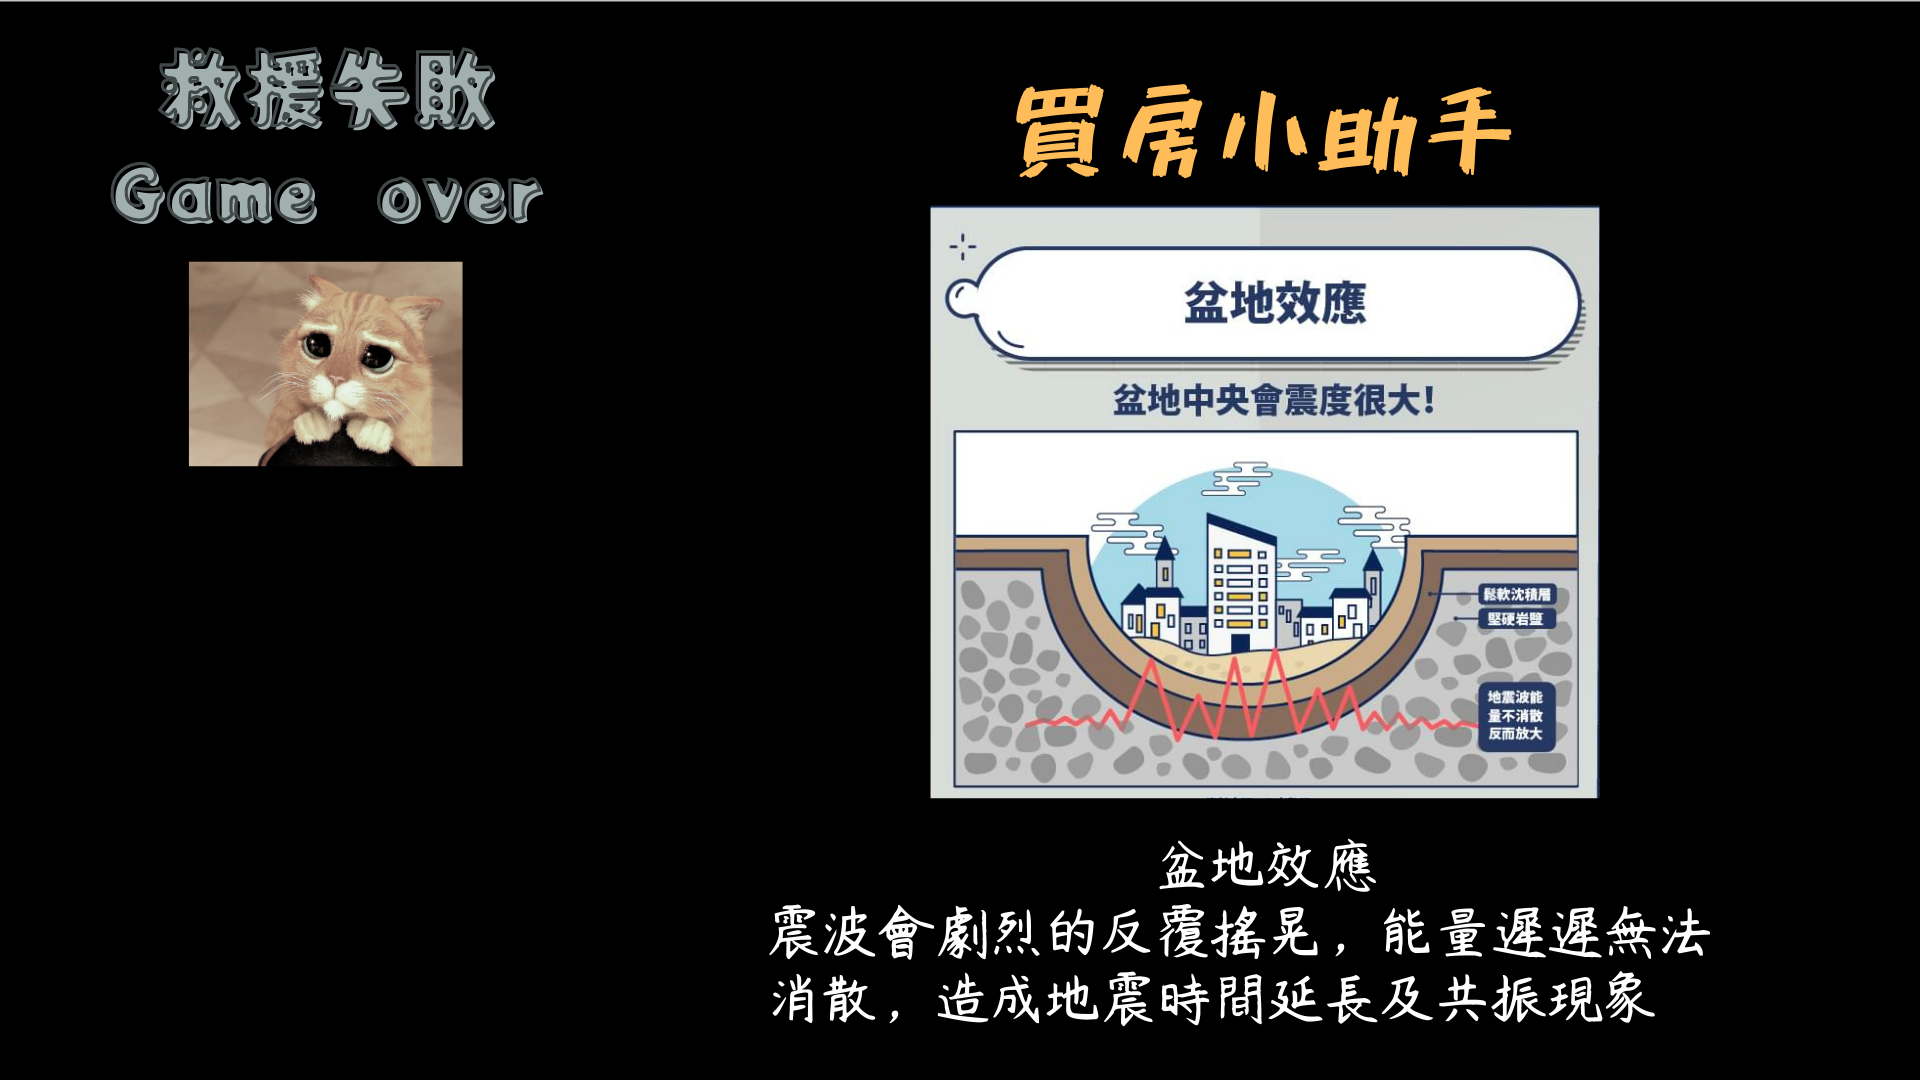 救援失敗
Game over
買房小助手
盆地效應
盆地中央會震度很大!
鬆軟沈積層
堅硬岩盤
地震波能
量不消散
反而放大
盆地效應
震波會劇烈的反覆搖晃，能量遲遲無法
消散，造成地震時間延長及共振現象